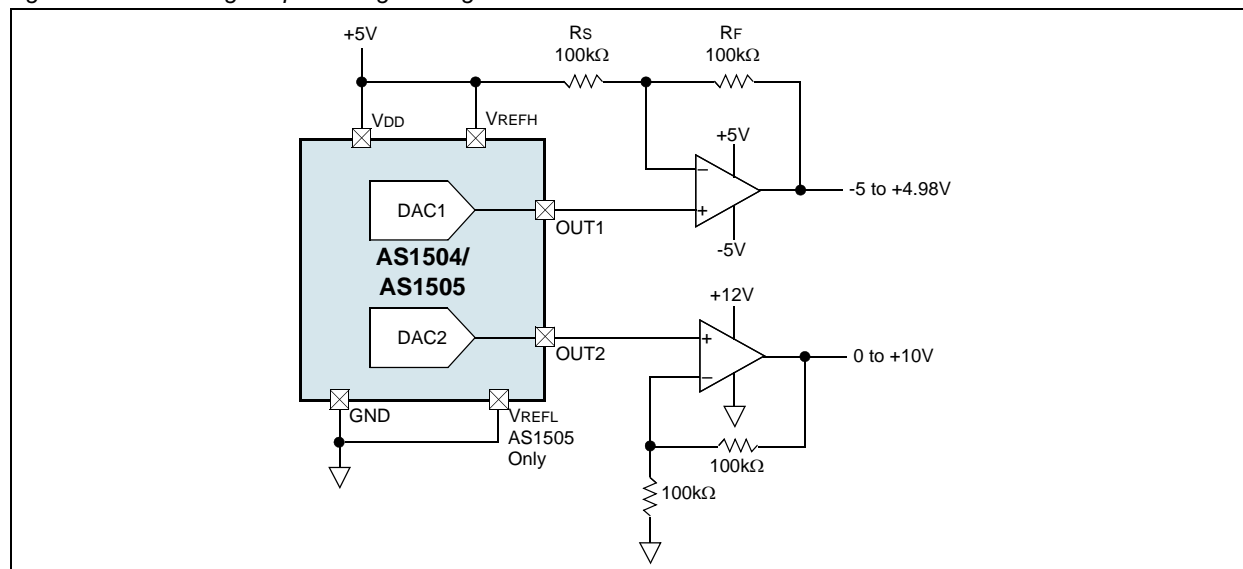 +5V
RS
100kΩ
RF
100kΩ
VDD
VREFH
+5V
−
+
-5V
-5 to +4.98V
DAC1
OUT1
AS1504/
AS1505
+12V
DAC2
OUT2
+
−
0 to +10V
GND
VREFL
AS1505
Only
100kΩ
100kΩ